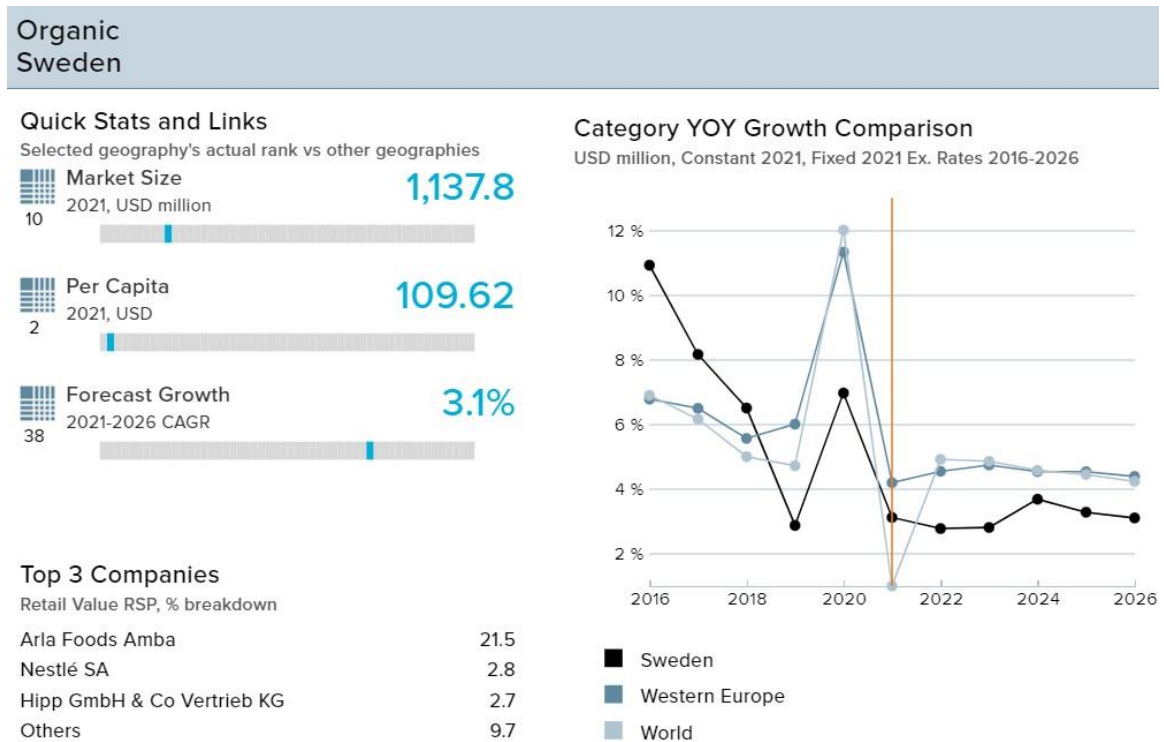 Organic
Sweden
Quick Stats and Links
Selected geography's actual rank vs other geographies
Market Size
2021, USD million
1,137.8
10
Per Capita
2021, USD
109.62
2
Forecast Growth
2021-2026 CAGR
3.1%
38
Top 3 Companies
Retail Value RSP, % breakdown
Arla Foods Amba 21.5
Nestlé SA 2.8
Hipp GmbH & Co Vertrieb KG 2.7
Others 9.7
Category YOY Growth Comparison
USD million, Constant 2021, Fixed 2021 Ex. Rates 2016-2026
12 %
10 %
8 %
6 %
4 %
2 %
2016 2018 2020 2022 2024 2026
Sweden
Western Europe
World